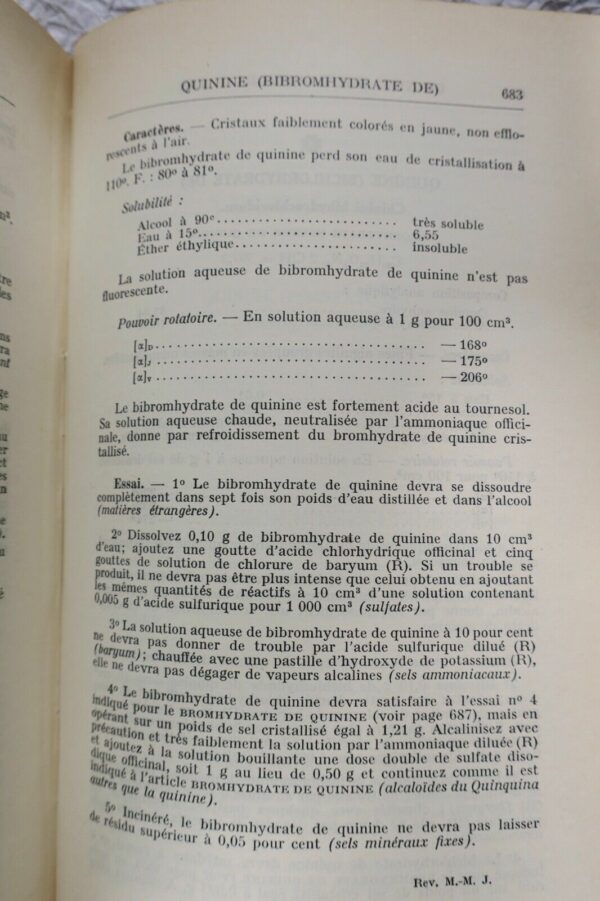 QUININE (BIBROMHYDRATE DE) 683
Caractères. — Cristaux faiblement colorés en jaune, non efflo-
rescents à l'air.
Le bibromhydrate de quinine perd son eau de cristallisation à
110º. F. : 80º à 81º.
Solubilité :
Alcool à 90º........................ très soluble
Eau à 15º........................... 6,55
Éther éthylique..................... insoluble
La solution aqueuse de bibromhydrate de quinine n'est pas
fluorescente.
Pouvoir rotatoire. — En solution aqueuse à 1 g pour 100 cm³.
[α]D.................................... — 168º
[α]J.................................... — 175º
[α]V.................................... — 206º
Le bibromhydrate de quinine est fortement acide au tournesol.
Sa solution aqueuse chaude, neutralisée par l'ammoniaque offici-
nale, donne par refroidissement du bromhydrate de quinine cris-
tallisé.
Essai. — 1º Le bibromhydrate de quinine devra se dissoudre
complètement dans sept fois son poids d'eau distillée et dans l'alcool
(matières étrangères).
2º Dissolvez 0,10 g de bibromhydrate de quinine dans 10 cm³
d'eau; ajoutez une goutte d'acide chlorhydrique officinal et cinq
gouttes de solution de chlorure de baryum (R). Si un trouble se
produit, il ne devra pas être plus intense que celui obtenu en ajoutant
les mêmes quantités de réactifs à 10 cm³ d'une solution contenant
0,005 g d'acide sulfurique pour 1 000 cm³ (sulfates).
3º La solution aqueuse de bibromhydrate de quinine à 10 pour cent
ne devra pas donner de trouble par l'acide sulfurique dilué (R)
(baryum); chauffée avec une pastille d'hydroxyde de potassium (R),
elle ne devra pas dégager de vapeurs alcalines (sels ammoniacaux).
4º Le bibromhydrate de quinine devra satisfaire à l'essai nº 4
indiqué pour le BROMHYDRATE DE QUININE (voir page 687), mais en
opérant sur un poids de sel cristallisé égal à 1,21 g. Alcalinisez avec
précaution et très faiblement la solution par l'ammoniaque diluée (R)
et ajoutez à la solution bouillante une dose double de sulfate diso-
dique officinal, soit 1 g au lieu de 0,50 g et continuez comme il est
indiqué à l'article BROMHYDRATE DE QUININE (alcaloïdes du Quinquina
autres que la quinine).
5º Incinéré, le bibromhydrate de quinine ne devra pas laisser
de résidu supérieur à 0,05 pour cent (sels minéraux fixes).
Rev. M.-M. J.